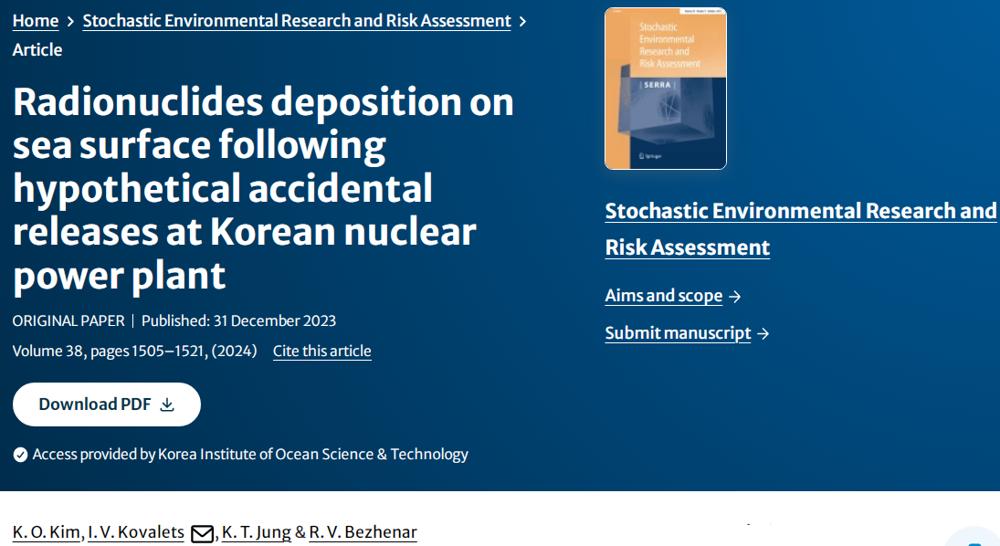 Home > Stochastic Environmental Research and Risk Assessment >
Article
Radionuclides deposition on
sea surface following
hypothetical accidental
releases at Korean nuclear
power plant
ORIGINAL PAPER | Published: 31 December 2023
Volume 38, pages 1505–1521, (2024) Cite this article
Download PDF
Access provided by Korea Institute of Ocean Science & Technology
K. O. Kim, I. V. Kovalets, K. T. Jung & R. V. Bezhenar
Stochastic
Environmental
Research and
Risk Assessment
| SERRA |
Springer
Stochastic Environmental Research and
Risk Assessment
Aims and scope →
Submit manuscript →